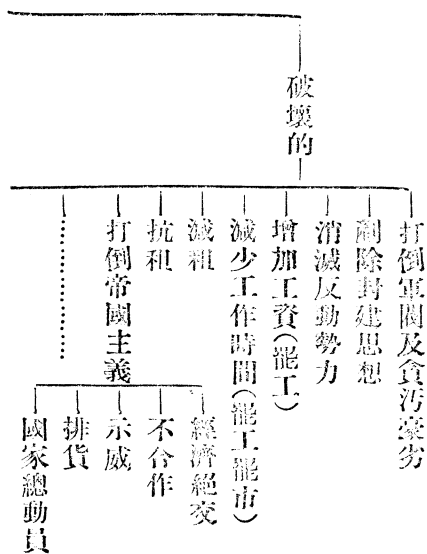 破壞的
打倒軍閥及貪汚豪劣
剷除封建思想
消滅反動勢力
增加工資(罷工)
減少工作時間(罷工罷市)
減租
抗租
打倒帝國主義
…………
經濟絕交
不合作
示威
排貨
國家總動員